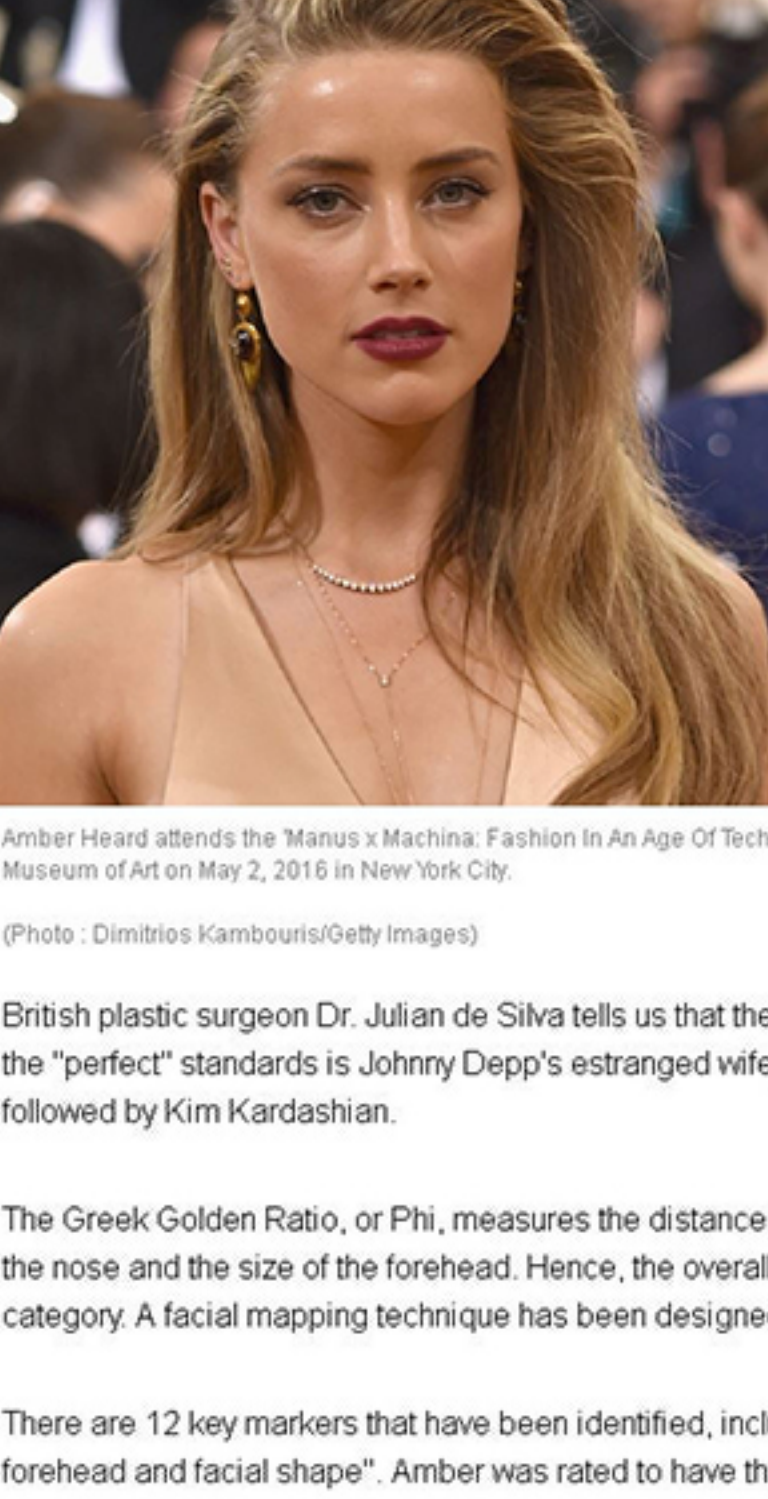 Amber Heard attends the 'Manus x Machina: Fashion In An Age Of Tech
Museum of Art on May 2, 2016 in New York City.
(Photo : Dimitrios Kambouris/Getty Images)
British plastic surgeon Dr. Julian de Silva tells us that the
the "perfect" standards is Johnny Depp's estranged wife
followed by Kim Kardashian.
The Greek Golden Ratio, or Phi, measures the distance
the nose and the size of the forehead. Hence, the overall
category. A facial mapping technique has been designe
There are 12 key markers that have been identified, incl
forehead and facial shape". Amber was rated to have th